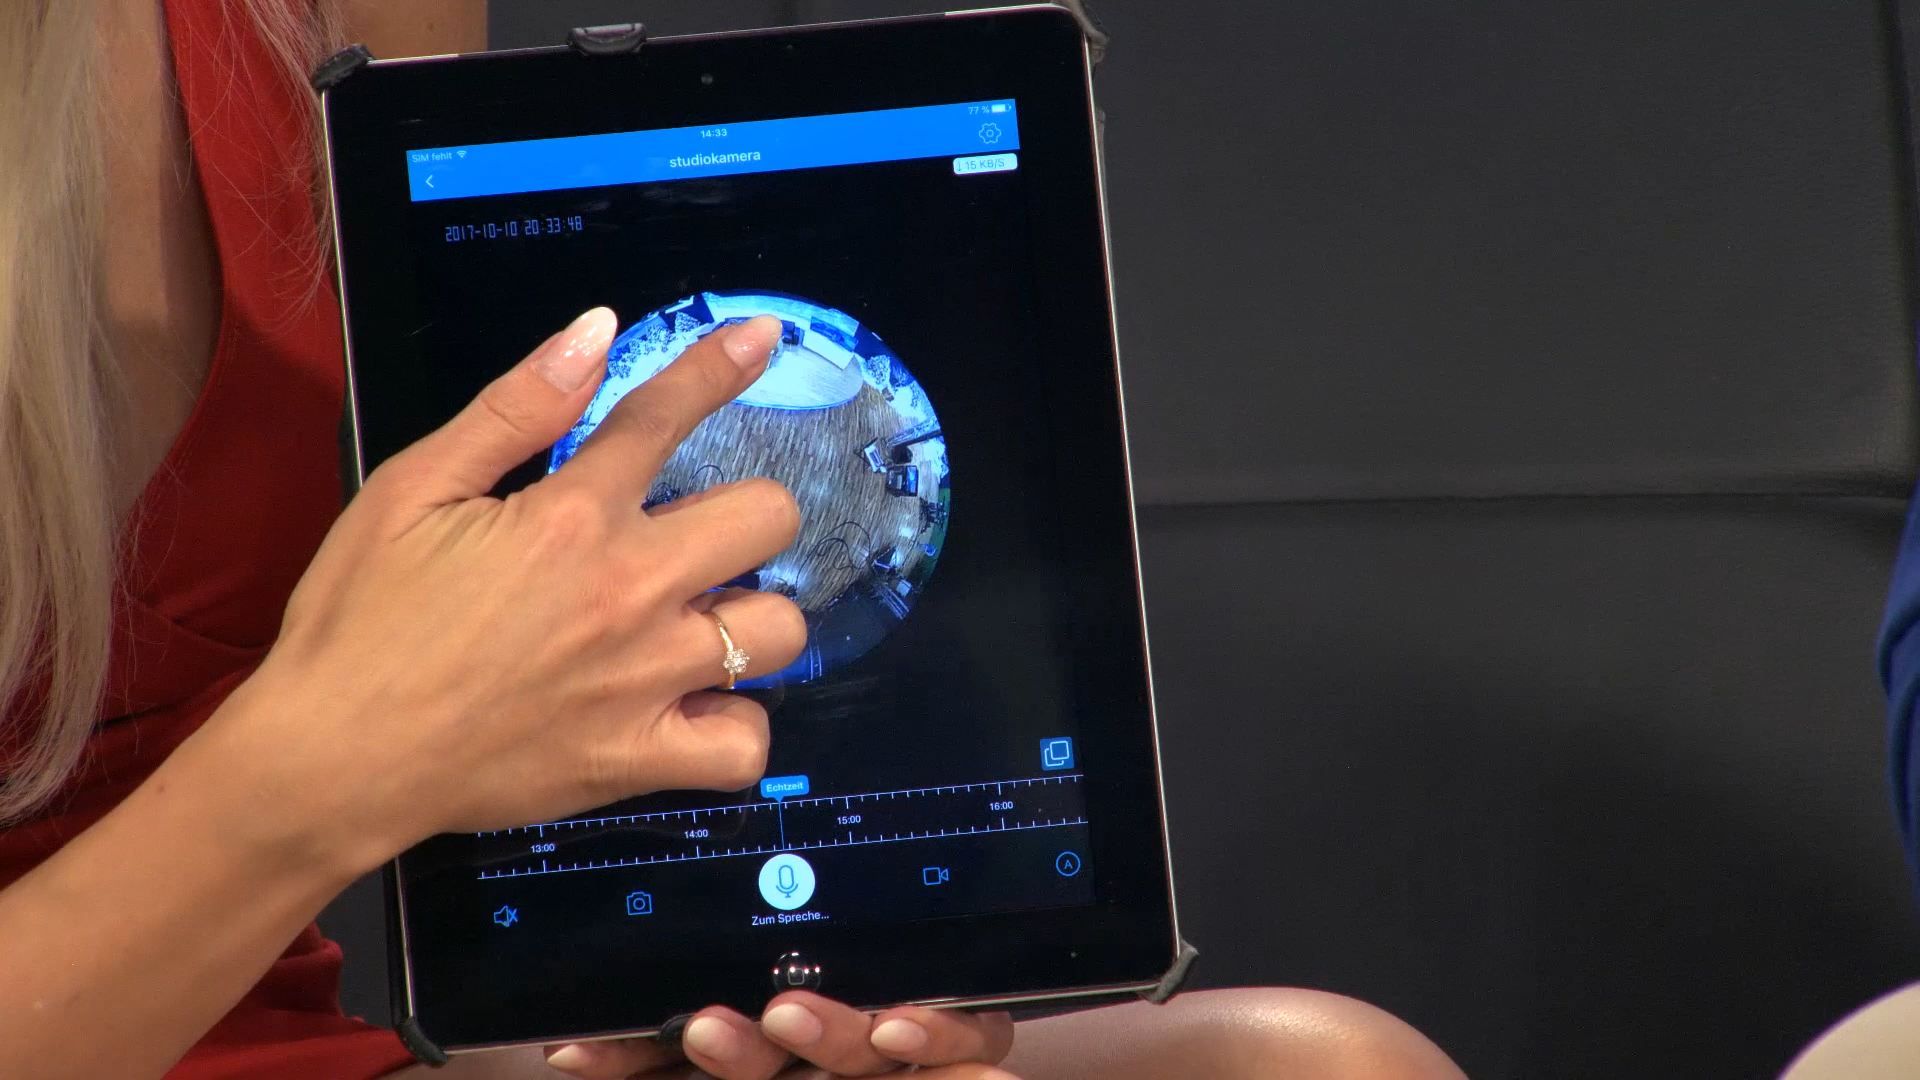 77 %
14:33
SIM fehlt
studiokamera
↓ 15 KB/S
2017-10-10 20:33:48
Echtzeit
13:00 14:00 15:00 16:00
A
Zum Spreche...